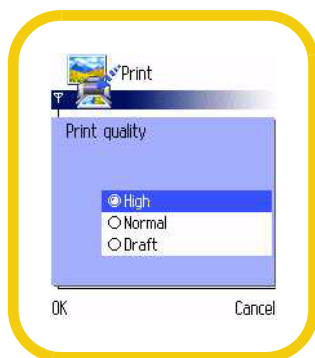 Print
Print quality
High
Normal
Draft
OK Cancel